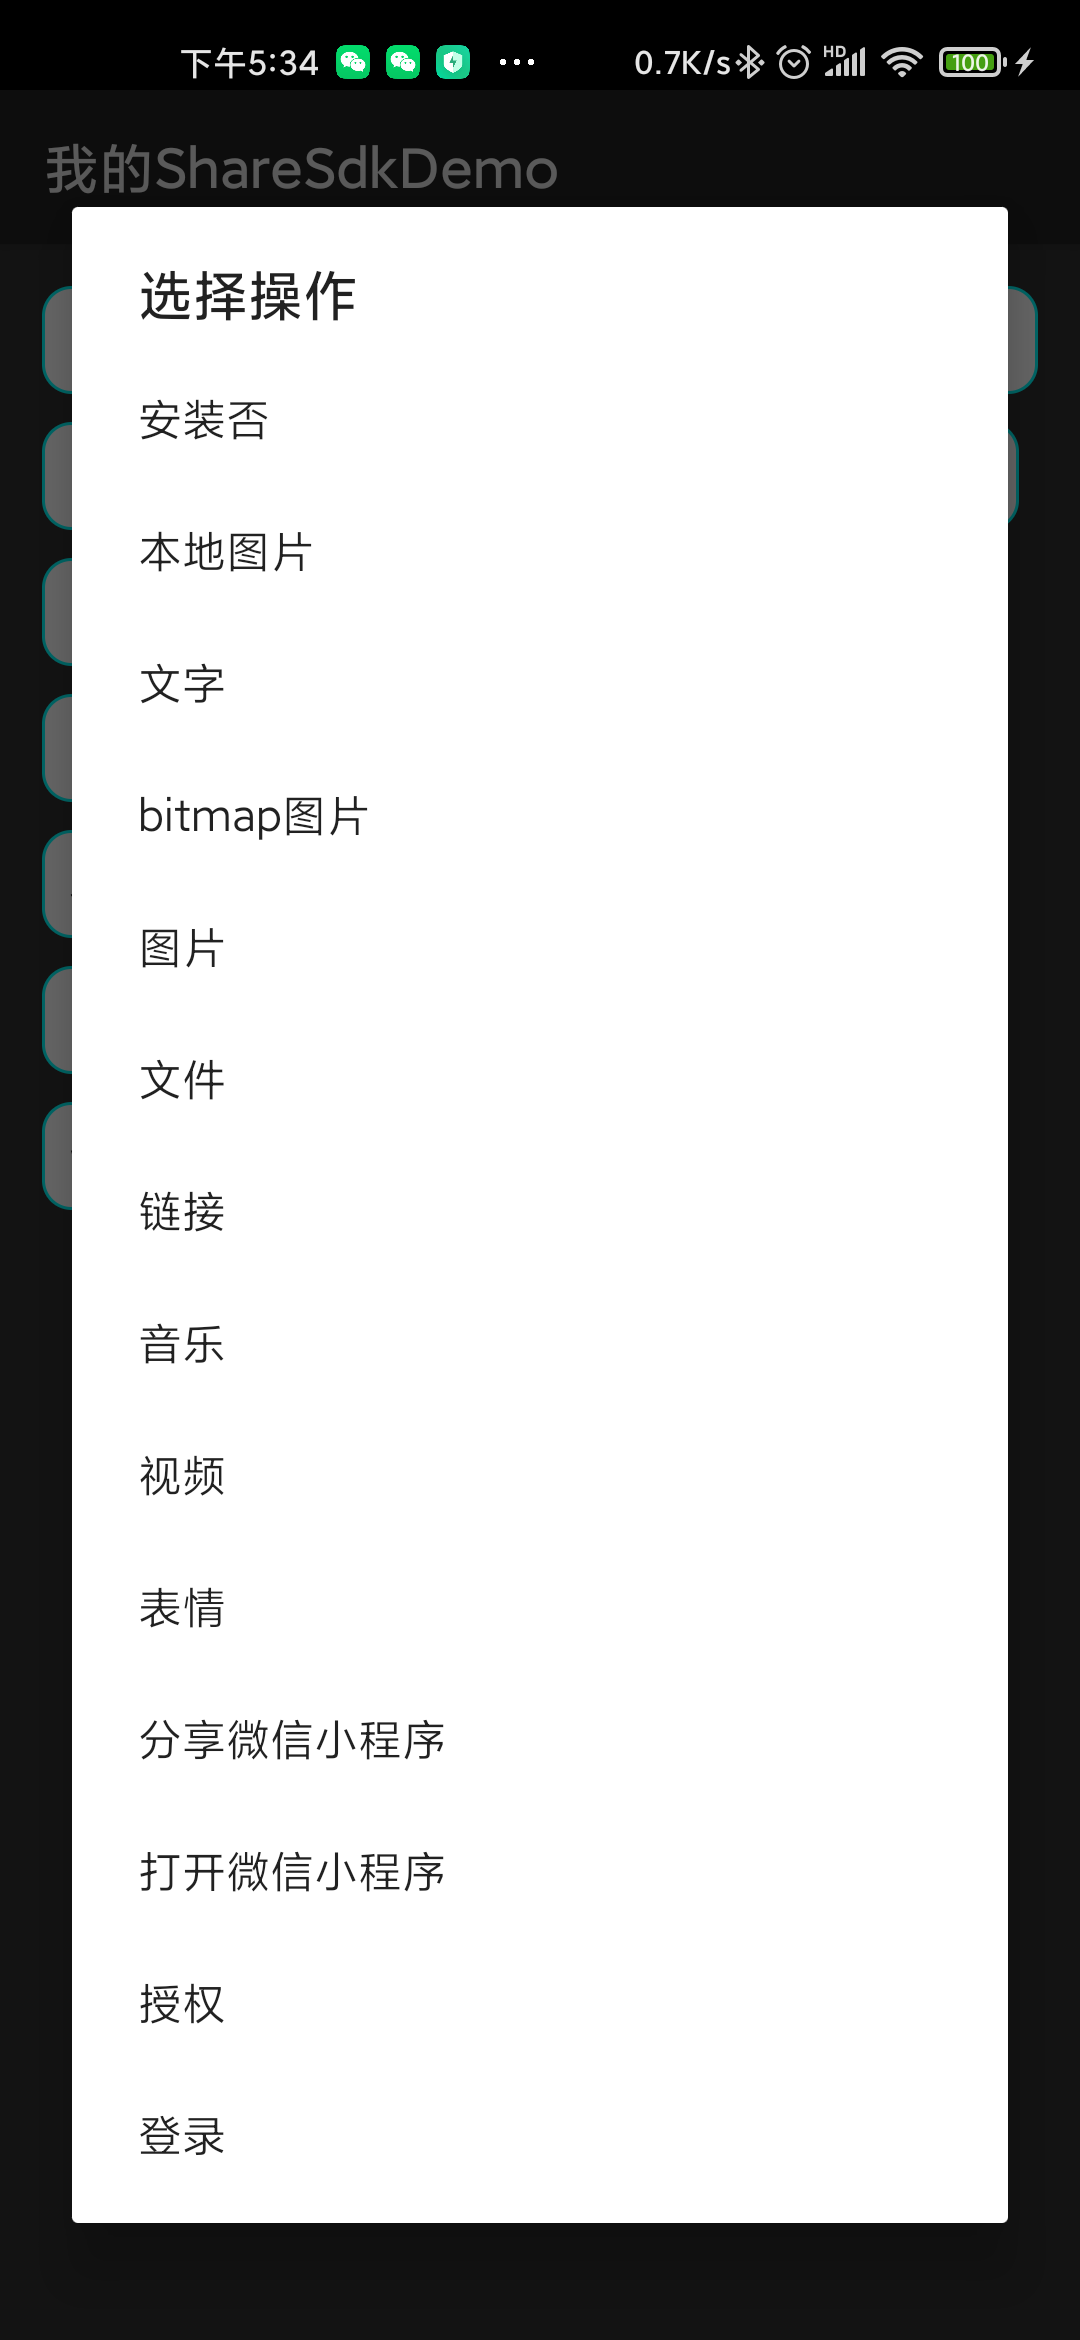 下午5:34 ... 0.7K/s HD 100
我的ShareSdkDemo
选择操作
安装否
本地图片
文字
bitmap图片
图片
文件
链接
音乐
视频
表情
分享微信小程序
打开微信小程序
授权
登录